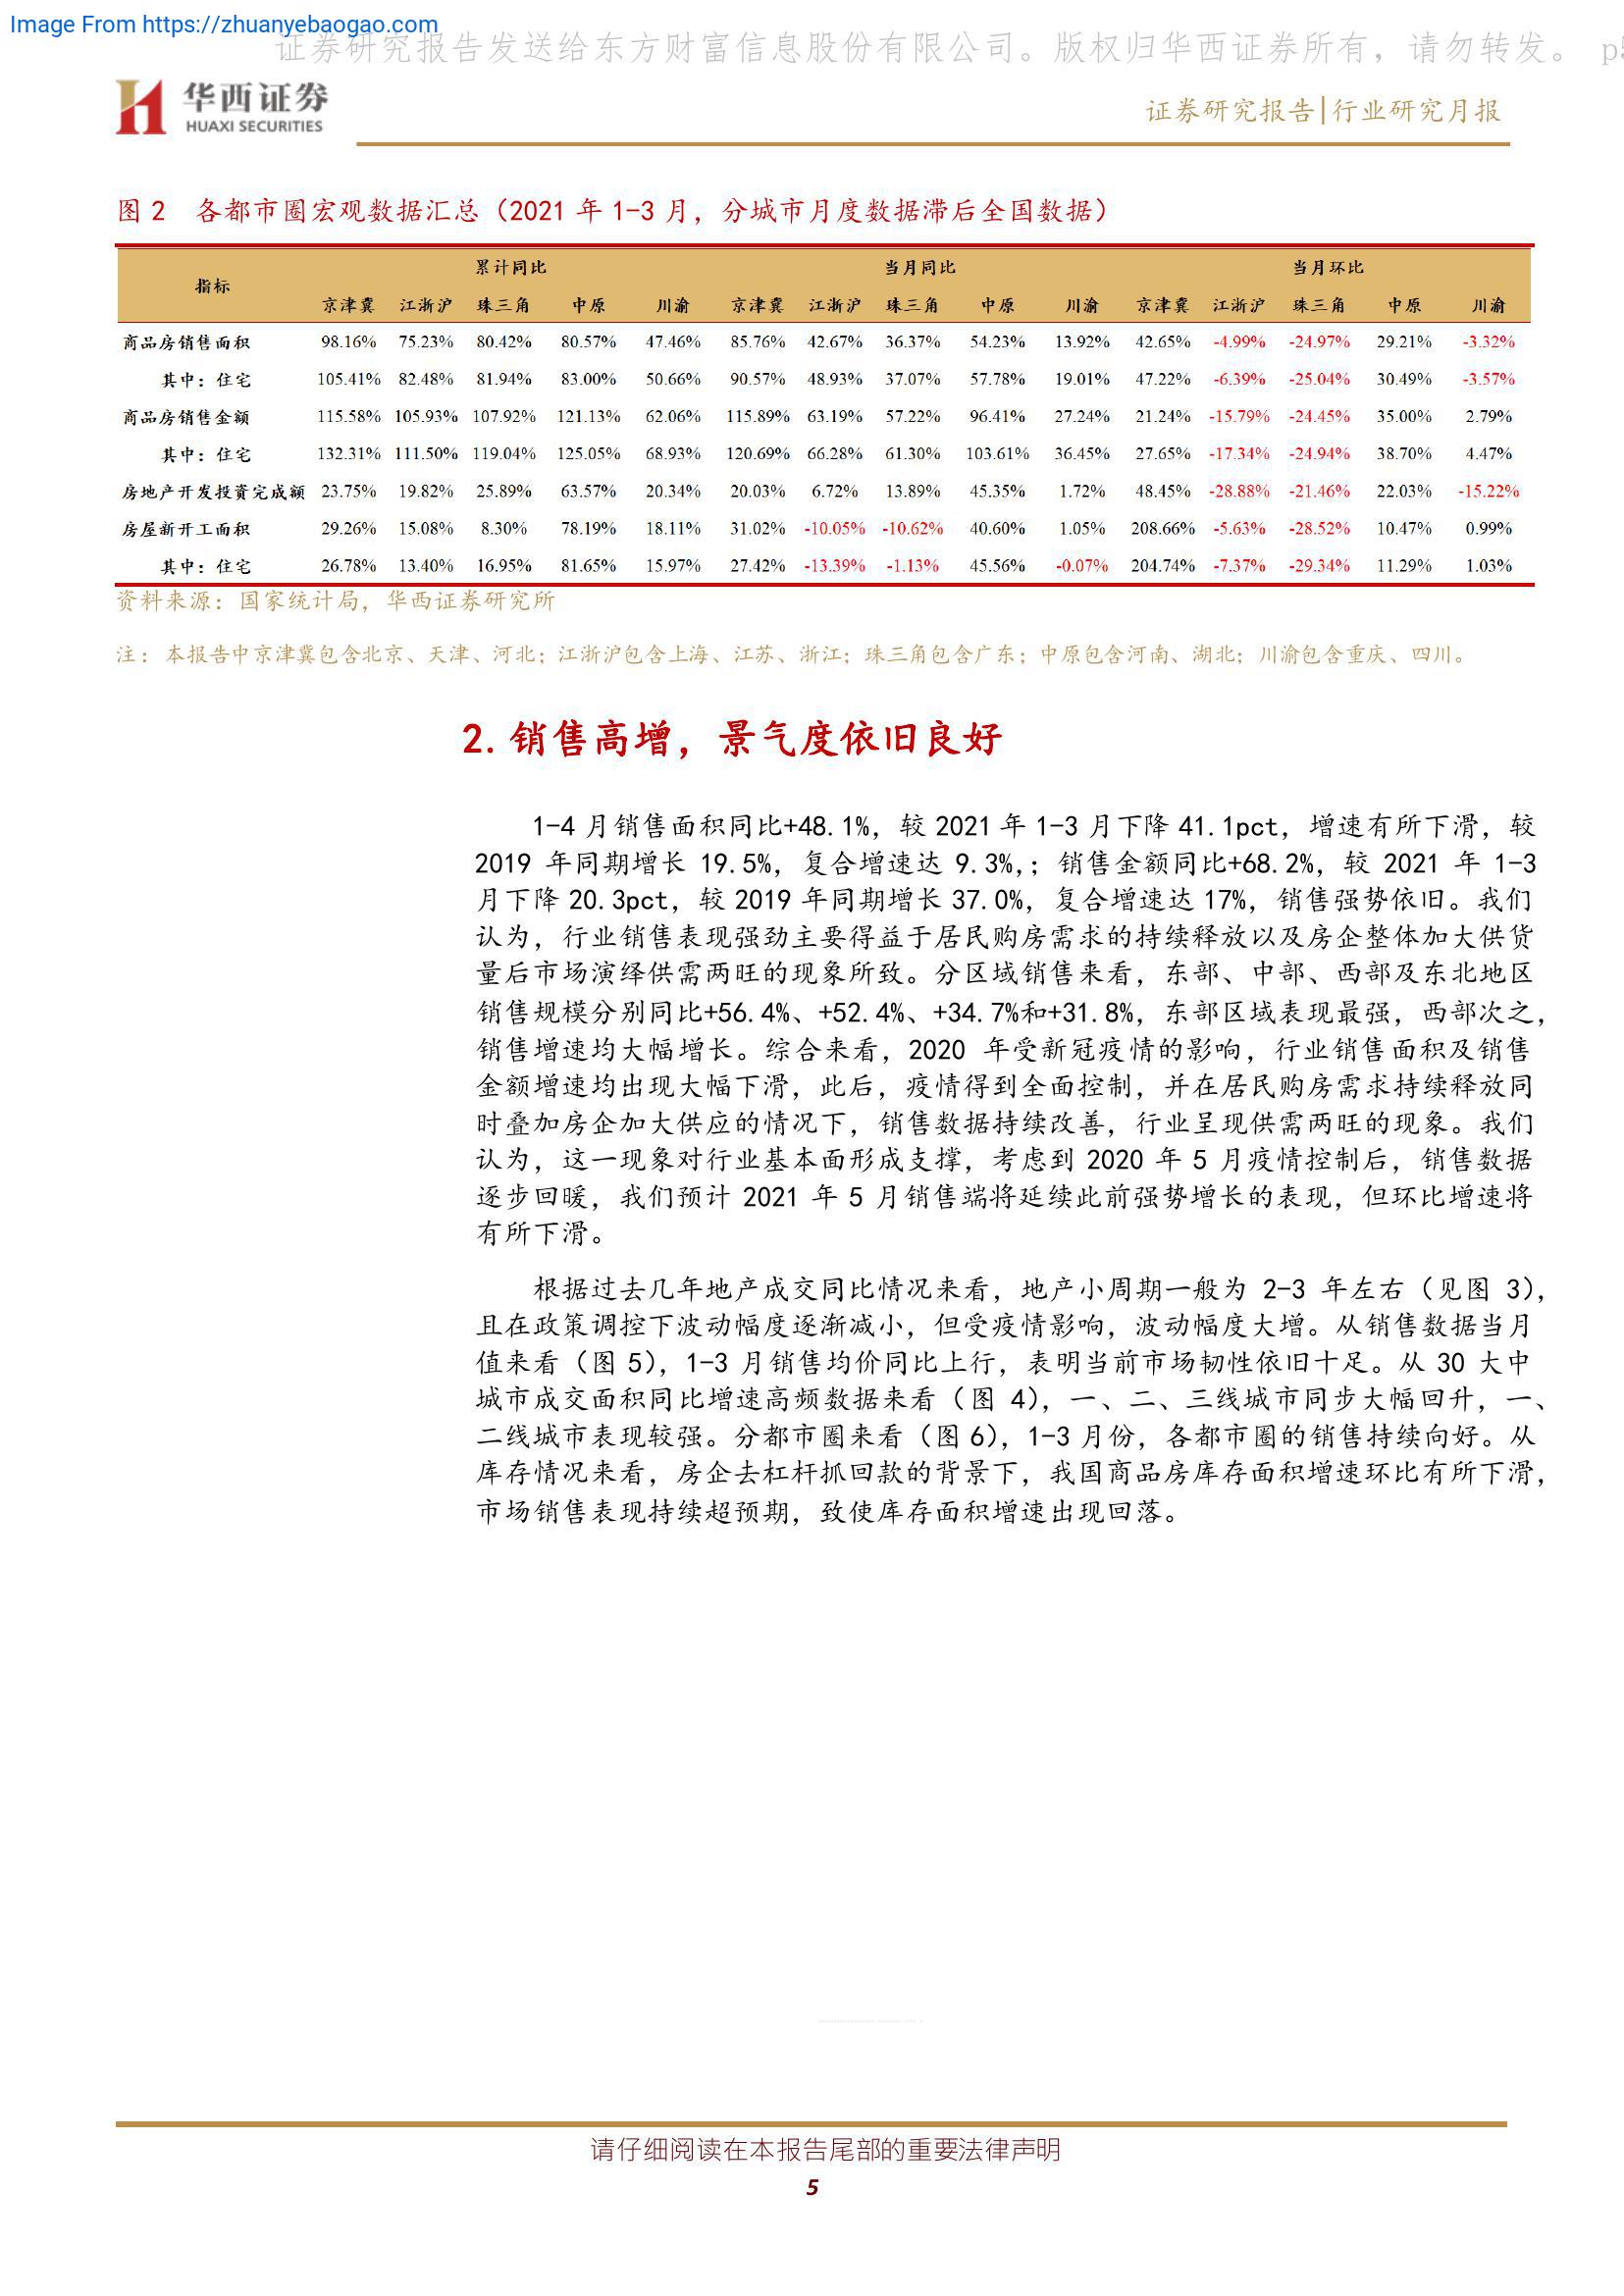 Image From https://zhuanyebaogao.com
证券研究报告发送给东方财富信息股份有限公司。版权归华西证券所有，请勿转发。 p5
华西证券
HUAXI SECURITIES
证券研究报告|行业研究月报
图 2 各都市圈宏观数据汇总（2021 年 1-3 月，分城市月度数据滞后全国数据）
指标 累计同比 当月同比 当月环比
京津冀 江浙沪 珠三角 中原 川渝 京津冀 江浙沪 珠三角 中原 川渝 京津冀 江浙沪 珠三角 中原 川渝
商品房销售面积 98.16% 75.23% 80.42% 80.57% 47.46% 85.76% 42.67% 36.37% 54.23% 13.92% 42.65% -4.99% -24.97% 29.21% -3.32%
其中：住宅 105.41% 82.48% 81.94% 83.00% 50.66% 90.57% 48.93% 37.07% 57.78% 19.01% 47.22% -6.39% -25.04% 30.49% -3.57%
商品房销售金额 115.58% 105.93% 107.92% 121.13% 62.06% 115.89% 63.19% 57.22% 96.41% 27.24% 21.24% -15.79% -24.45% 35.00% 2.79%
其中：住宅 132.31% 111.50% 119.04% 125.05% 68.93% 120.69% 66.28% 61.30% 103.61% 36.45% 27.65% -17.34% -24.94% 38.70% 4.47%
房地产开发投资完成额 23.75% 19.82% 25.89% 63.57% 20.34% 20.03% 6.72% 13.89% 45.35% 1.72% 48.45% -28.88% -21.46% 22.03% -15.22%
房屋新开工面积 29.26% 15.08% 8.30% 78.19% 18.11% 31.02% -10.05% -10.62% 40.60% 1.05% 208.66% -5.63% -28.52% 10.47% 0.99%
其中：住宅 26.78% 13.40% 16.95% 81.65% 15.97% 27.42% -13.39% -1.13% 45.56% -0.07% 204.74% -7.37% -29.34% 11.29% 1.03%
资料来源：国家统计局，华西证券研究所
注：本报告中京津冀包含北京、天津、河北；江浙沪包含上海、江苏、浙江；珠三角包含广东；中原包含河南、湖北；川渝包含重庆、四川。
2. 销售高增，景气度依旧良好
1-4 月销售面积同比+48.1%，较 2021 年 1-3 月下降 41.1pct，增速有所下滑，较
2019 年同期增长 19.5%，复合增速达 9.3%,；销售金额同比+68.2%，较 2021 年 1-3
月下降 20.3pct，较 2019 年同期增长 37.0%，复合增速达 17%，销售强势依旧。我们
认为，行业销售表现强劲主要得益于居民购房需求的持续释放以及房企整体加大供货
量后市场演绎供需两旺的现象所致。分区域销售来看，东部、中部、西部及东北地区
销售规模分别同比+56.4%、+52.4%、+34.7%和+31.8%，东部区域表现最强，西部次之，
销售增速均大幅增长。综合来看，2020 年受新冠疫情的影响，行业销售面积及销售
金额增速均出现大幅下滑，此后，疫情得到全面控制，并在居民购房需求持续释放同
时叠加房企加大供应的情况下，销售数据持续改善，行业呈现供需两旺的现象。我们
认为，这一现象对行业基本面形成支撑，考虑到 2020 年 5 月疫情控制后，销售数据
逐步回暖，我们预计 2021 年 5 月销售端将延续此前强势增长的表现，但环比增速将
有所下滑。
根据过去几年地产成交同比情况来看，地产小周期一般为 2-3 年左右（见图 3），
且在政策调控下波动幅度逐渐减小，但受疫情影响，波动幅度大增。从销售数据当月
值来看（图 5），1-3 月销售均价同比上行，表明当前市场韧性依旧十足。从 30 大中
城市成交面积同比增速高频数据来看（图 4），一、二、三线城市同步大幅回升，一、
二线城市表现较强。分都市圈来看（图 6），1-3 月份，各都市圈的销售持续向好。从
库存情况来看，房企去杠杆抓回款的背景下，我国商品房库存面积增速环比有所下滑，
市场销售表现持续超预期，致使库存面积增速出现回落。
请仔细阅读在本报告尾部的重要法律声明
5